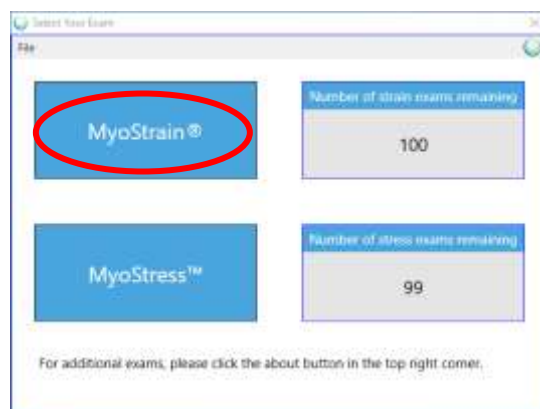 Select Your Exam
File
MyoStrain®
Number of strain exams remaining
100
MyoStress™
Number of stress exams remaining
99
For additional exams, please click the about button in the top right corner.